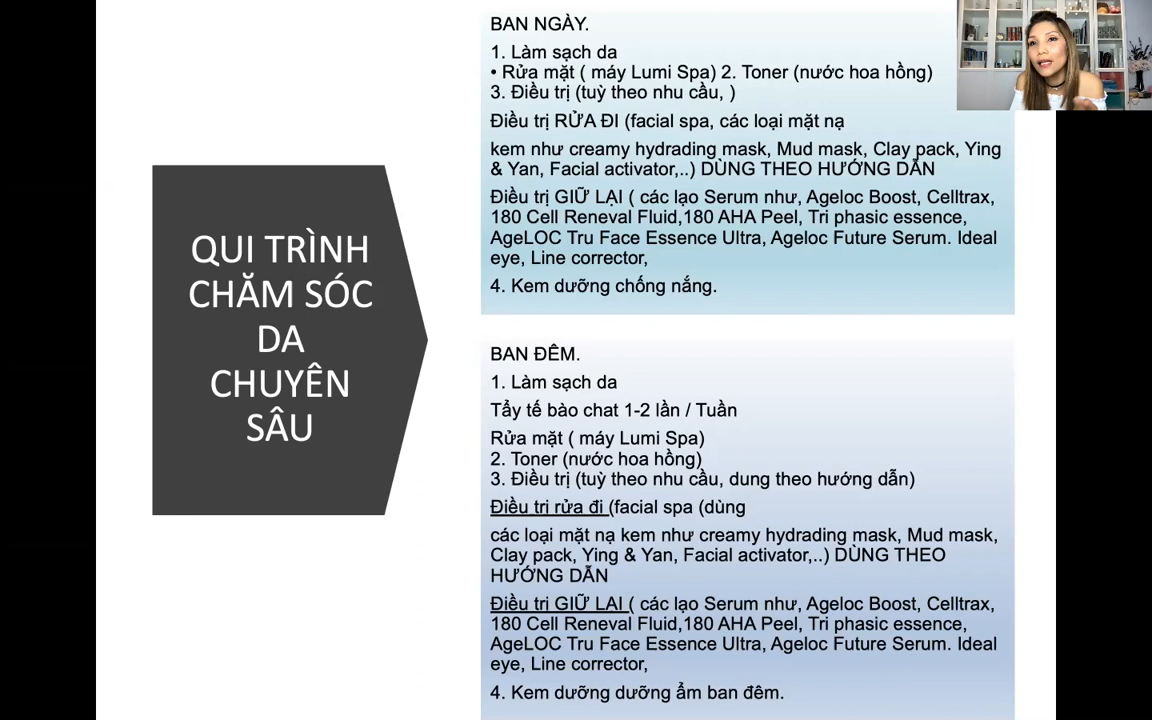 QUI TRÌNH
CHĂM SÓC
DA
CHUYÊN
SÂU
BAN NGÀY.
1. Làm sạch da
• Rửa mặt ( máy Lumi Spa) 2. Toner (nước hoa hồng)
3. Điều trị (tuỳ theo nhu cầu, )
Điều trị RỬA ĐI (facial spa, các loại mặt nạ
kem như creamy hydrading mask, Mud mask, Clay pack, Ying
& Yan, Facial activator,..) DÙNG THEO HƯỚNG DẪN
Điều trị GIỮ LẠI ( các lạo Serum như, Ageloc Boost, Celltrax,
180 Cell Reneval Fluid,180 AHA Peel, Tri phasic essence,
AgeLOC Tru Face Essence Ultra, Ageloc Future Serum. Ideal
eye, Line corrector,
4. Kem dưỡng chống nắng.
BAN ĐÊM.
1. Làm sạch da
Tẩy tế bào chat 1-2 lần / Tuần
Rửa mặt ( máy Lumi Spa)
2. Toner (nước hoa hồng)
3. Điều trị (tuỳ theo nhu cầu, dung theo hướng dẫn)
Điều trị rửa đi (facial spa (dùng
các loại mặt nạ kem như creamy hydrading mask, Mud mask,
Clay pack, Ying & Yan, Facial activator,..) DÙNG THEO
HƯỚNG DẪN
Điều trị GIỮ LẠI ( các lạo Serum như, Ageloc Boost, Celltrax,
180 Cell Reneval Fluid,180 AHA Peel, Tri phasic essence,
AgeLOC Tru Face Essence Ultra, Ageloc Future Serum. Ideal
eye, Line corrector,
4. Kem dưỡng dưỡng ẩm ban đêm.